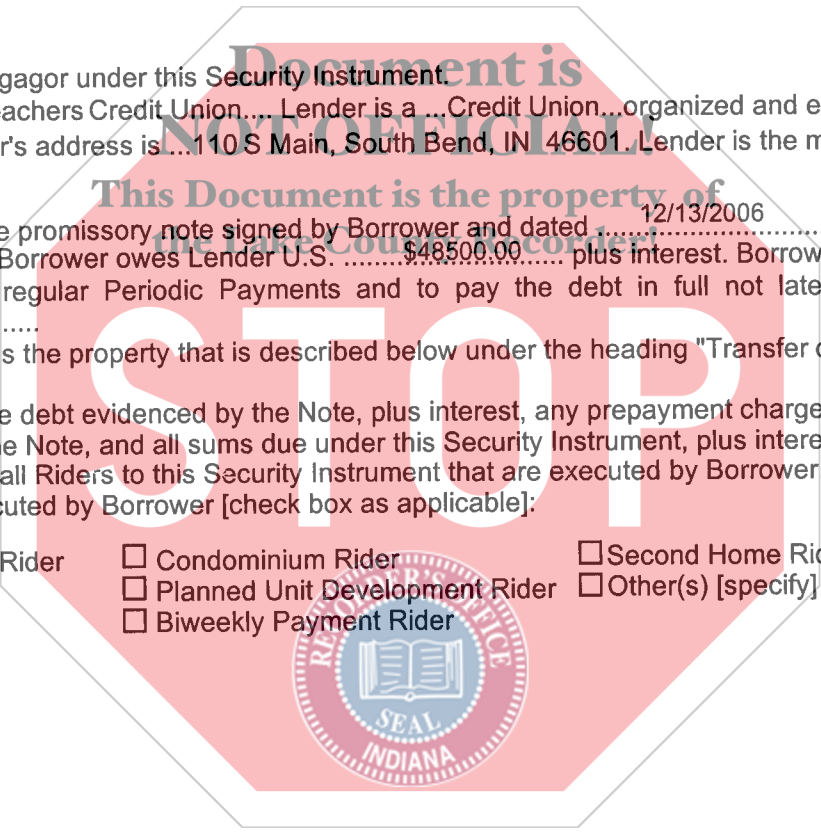 Document is
gagor under this Security Instrument.
eachers Credit Union.... Lender is a ...Credit Union...organized and e
NOT OFFICIAL!
r's address is....110 S Main, South Bend, IN 46601. Lender is the m
This Document is the property of
12/13/2006
e promissory note signed by Borrower and dated ................................
the Lake County Recorder!
Borrower owes Lender U.S. .........$48500.00....... plus interest. Borrow
regular Periodic Payments and to pay the debt in full not late
.....
s the property that is described below under the heading "Transfer o
STOP
e debt evidenced by the Note, plus interest, any prepayment charge
e Note, and all sums due under this Security Instrument, plus intere
all Riders to this Security Instrument that are executed by Borrower
cuted by Borrower [check box as applicable]:
Rider ☐ Condominium Rider ☐ Second Home Ric
☐ Planned Unit Development Rider ☐ Other(s) [specify]
☐ Biweekly Payment Rider
RECORDER'S OFFICE
SEAL
INDIANA